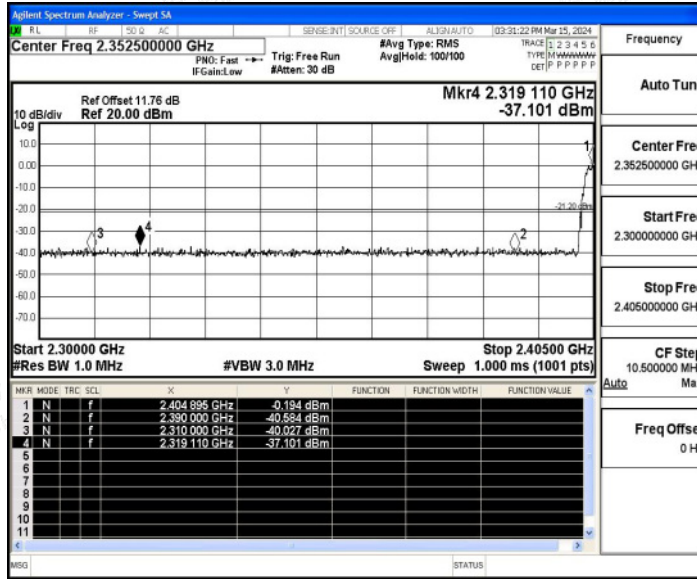 Agilent Spectrum Analyzer - Swept SA
RL RF 50 Ω AC SENSE:INT SOURCE OFF ALIGNAUTO 03:31:22 PM Mar 15, 2024
Center Freq 2.352500000 GHz
PNO: Fast
IFGain:Low
Trig: Free Run
#Atten: 30 dB
#Avg Type: RMS
Avg|Hold: 100/100
TRACE 1 2 3 4 5 6
TYPE M
DET P P P P P P
Ref Offset 11.76 dB
10 dB/div Ref 20.00 dBm
Log
Mkr4 2.319 110 GHz
-37.101 dBm
10.0
0.00
-10.0
-20.0
-30.0
-40.0
-50.0
-60.0
-70.0
1
2
3
4
-21.20 dBm
Start 2.30000 GHz Stop 2.40500 GHz
#Res BW 1.0 MHz #VBW 3.0 MHz Sweep 1.000 ms (1001 pts)
MKR MODE TRC SCL X Y FUNCTION FUNCTION WIDTH FUNCTION VALUE
1 N f 2.404 895 GHz -0.194 dBm
2 N f 2.390 000 GHz -40.584 dBm
3 N f 2.310 000 GHz -40.027 dBm
4 N f 2.319 110 GHz -37.101 dBm
5
6
7
8
9
10
11
MSG STATUS
Frequency
Auto Tun
Center Fre
2.352500000 GH
Start Fre
2.300000000 GH
Stop Fre
2.405000000 GH
CF Step
10.500000 MH
Auto Ma
Freq Offse
0 H